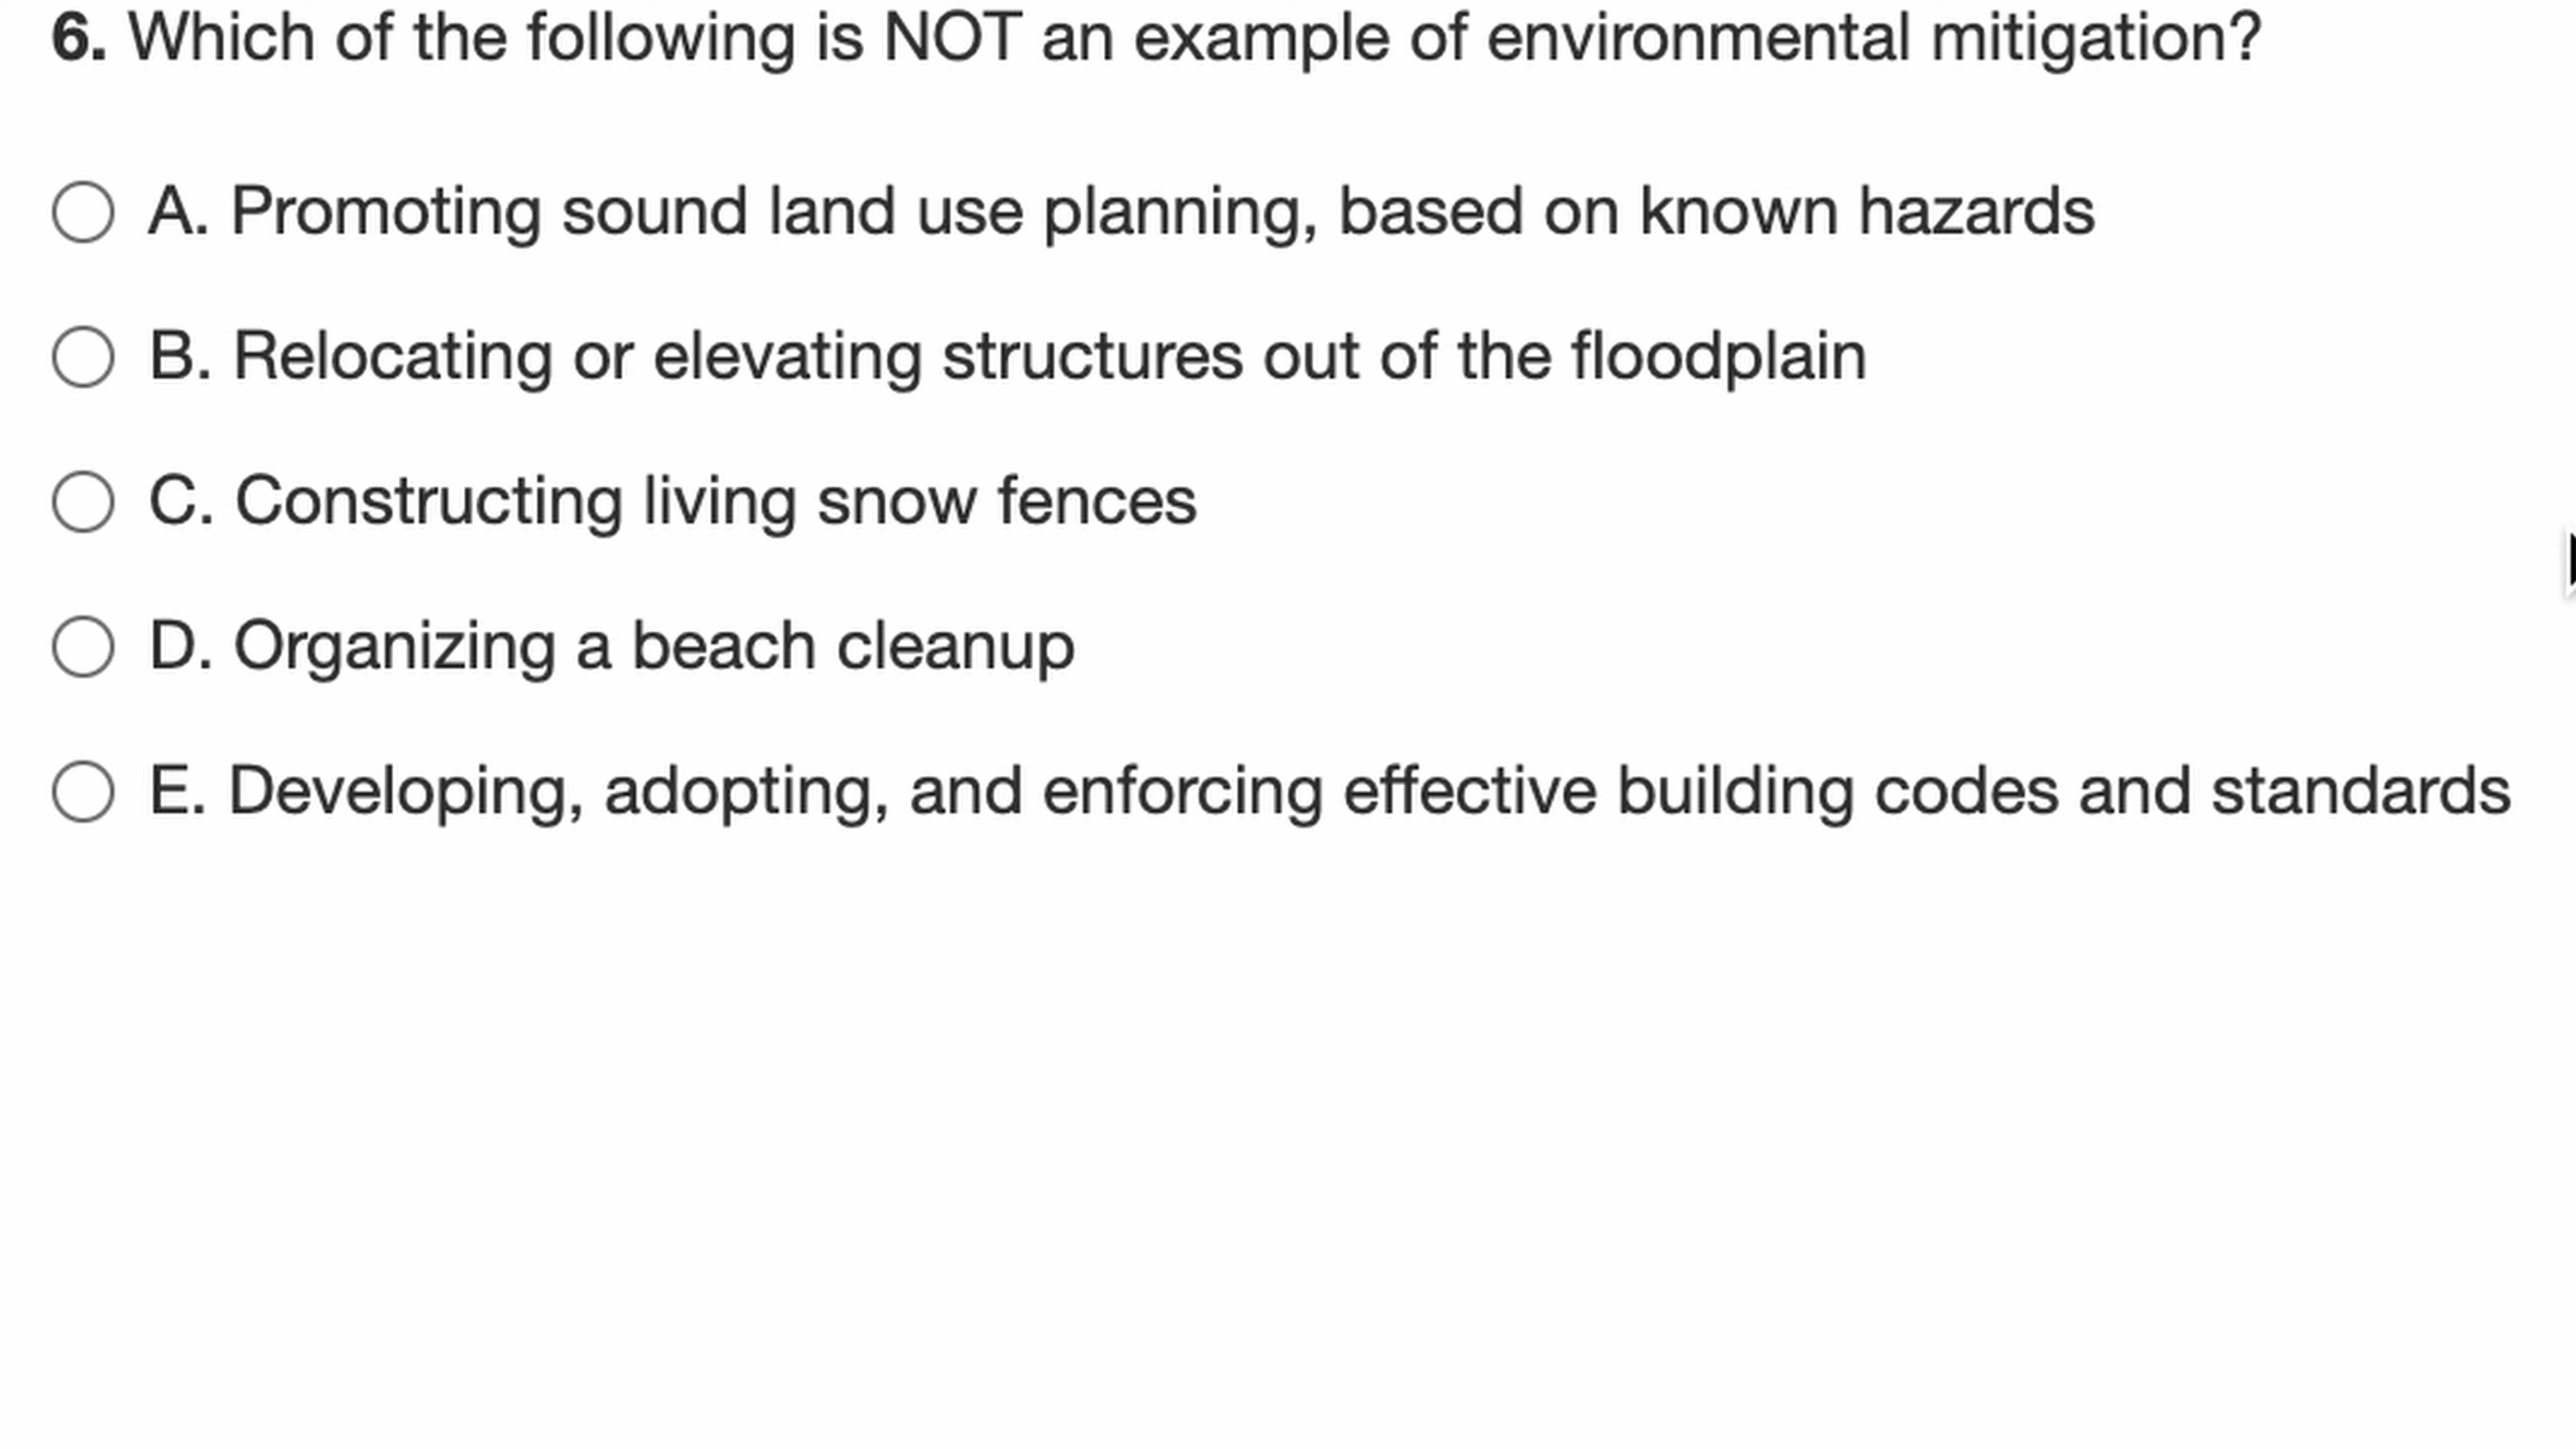 6. Which of the following is NOT an example of environmental mitigation?
A. Promoting sound land use planning, based on known hazards
B. Relocating or elevating structures out of the floodplain
C. Constructing living snow fences
D. Organizing a beach cleanup
E. Developing, adopting, and enforcing effective building codes and standards